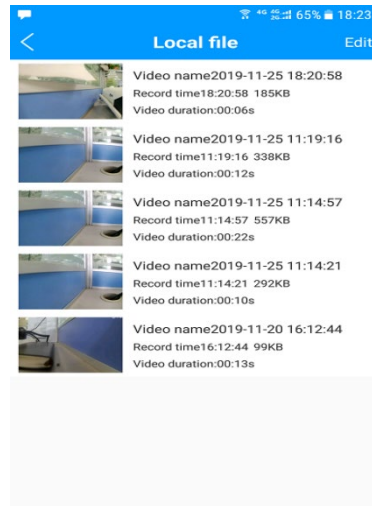 4G 4G 3G 65% 18:23
Local file Edit
Video name2019-11-25 18:20:58
Record time18:20:58 185KB
Video duration:00:06s
Video name2019-11-25 11:19:16
Record time11:19:16 338KB
Video duration:00:12s
Video name2019-11-25 11:14:57
Record time11:14:57 557KB
Video duration:00:22s
Video name2019-11-25 11:14:21
Record time11:14:21 292KB
Video duration:00:10s
Video name2019-11-20 16:12:44
Record time16:12:44 99KB
Video duration:00:13s